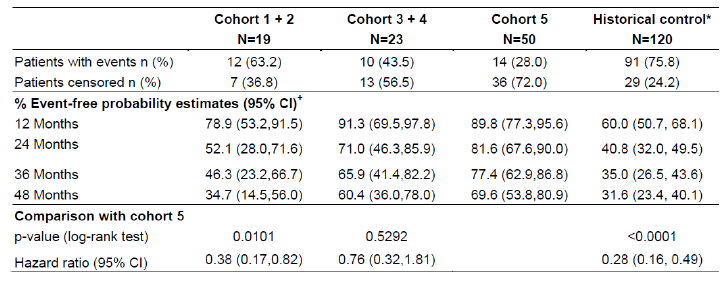 Cohort 1 + 2 Cohort 3 + 4 Cohort 5 Historical control*
N=19 N=23 N=50 N=120
Patients with events n (%) 12 (63.2) 10 (43.5) 14 (28.0) 91 (75.8)
Patients censored n (%) 7 (36.8) 13 (56.5) 36 (72.0) 29 (24.2)
% Event-free probability estimates (95% CI)†
12 Months 78.9 (53.2,91.5) 91.3 (69.5,97.8) 89.8 (77.3,95.6) 60.0 (50.7, 68.1)
24 Months 52.1 (28.0,71.6) 71.0 (46.3,85.9) 81.6 (67.6,90.0) 40.8 (32.0, 49.5)
36 Months 46.3 (23.2,66.7) 65.9 (41.4,82.2) 77.4 (62.9,86.8) 35.0 (26.5, 43.6)
48 Months 34.7 (14.5,56.0) 60.4 (36.0,78.0) 69.6 (53.8,80.9) 31.6 (23.4, 40.1)
Comparison with cohort 5
p-value (log-rank test) 0.0101 0.5292 <0.0001
Hazard ratio (95% CI) 0.38 (0.17,0.82) 0.76 (0.32,1.81) 0.28 (0.16, 0.49)